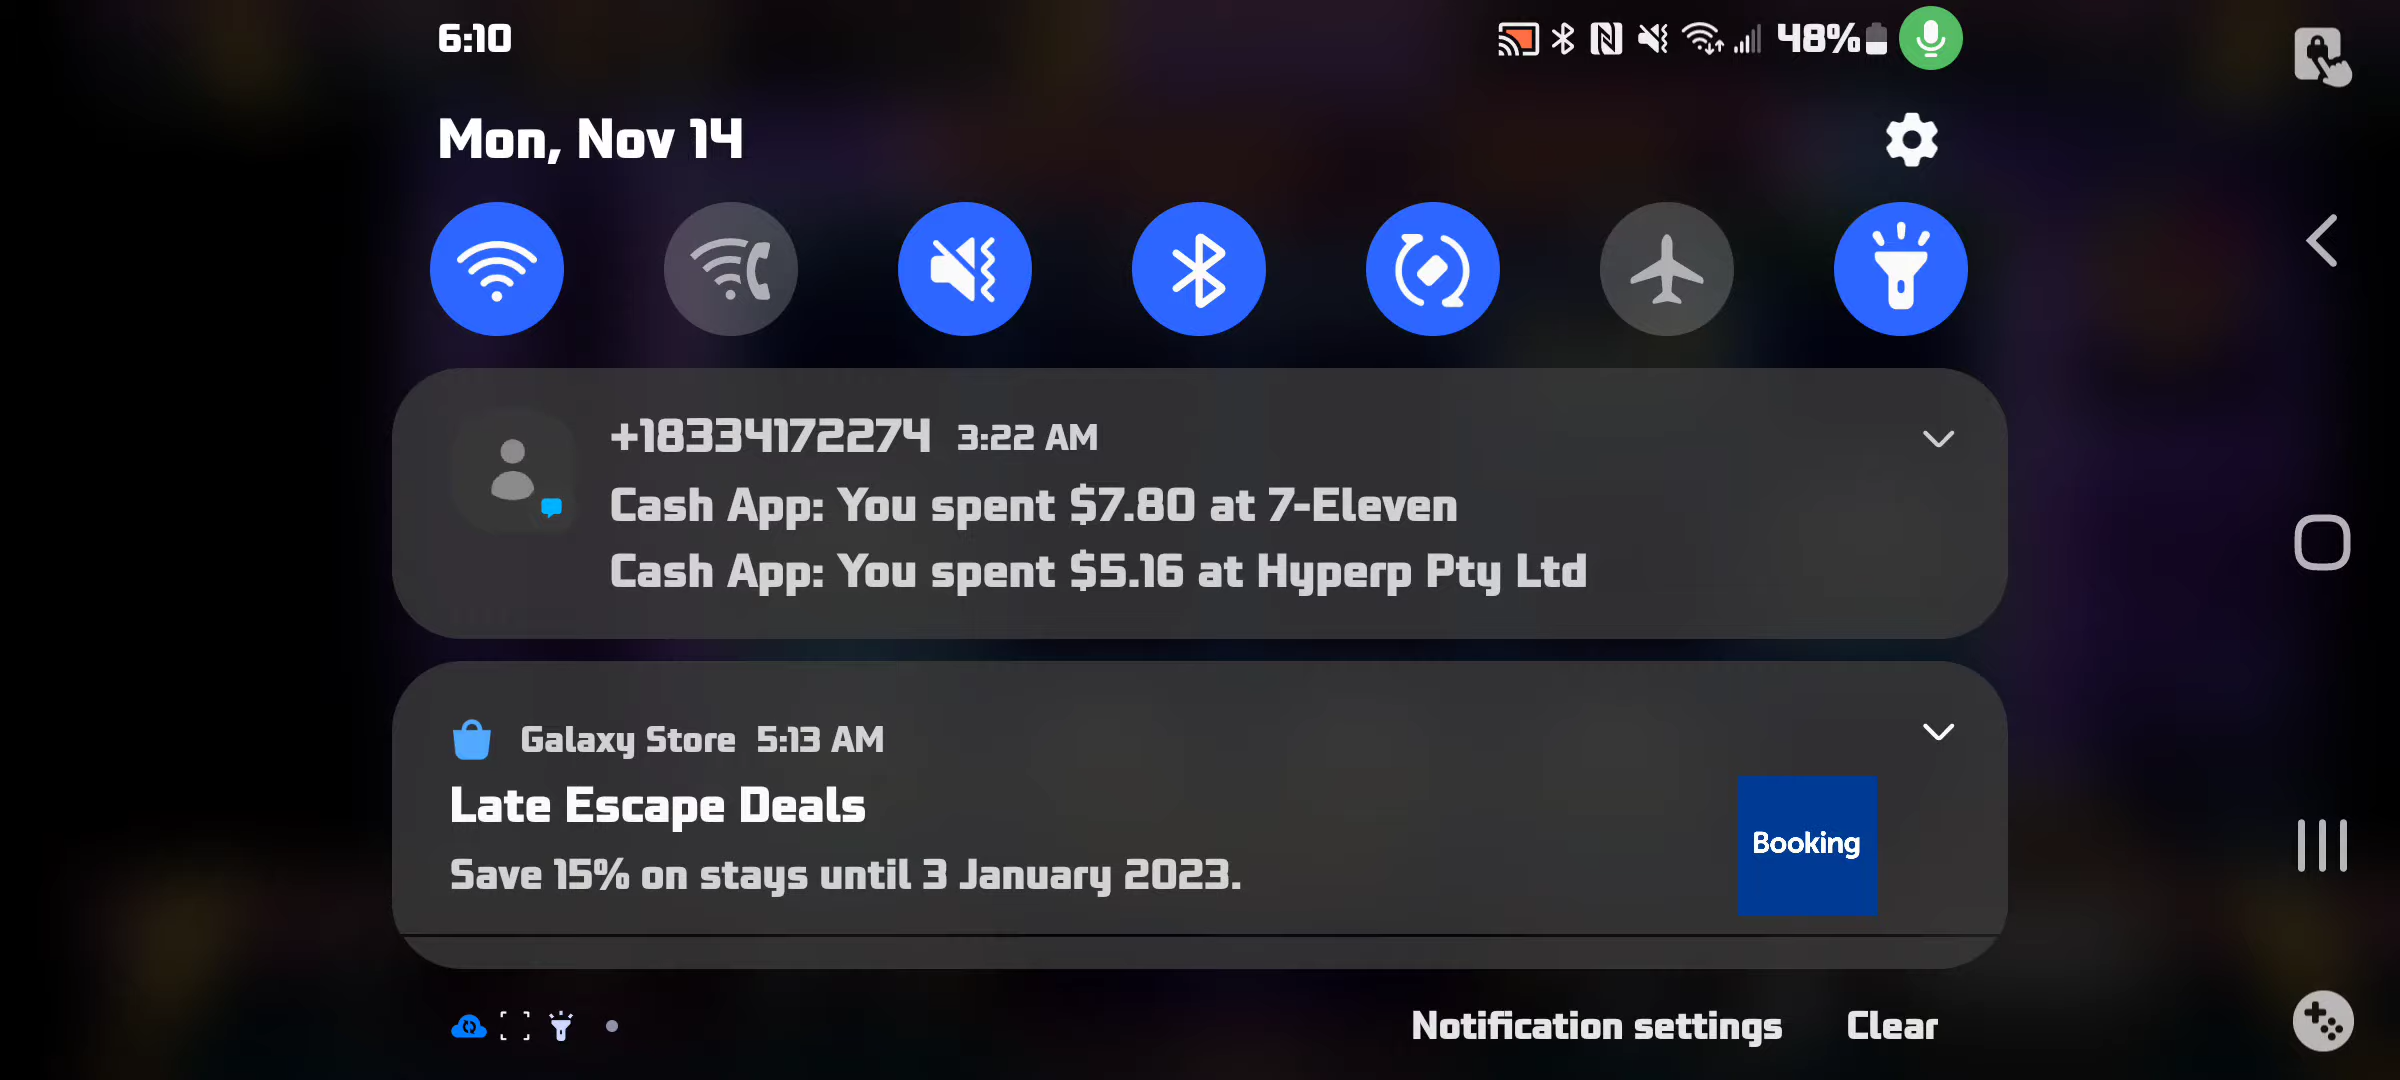 6:10
48%
Mon, Nov 14
+18334172274 3:22 AM
Cash App: You spent $7.80 at 7-Eleven
Cash App: You spent $5.16 at Hyperp Pty Ltd
Galaxy Store 5:13 AM
Late Escape Deals
Save 15% on stays until 3 January 2023.
Booking
Notification settings Clear